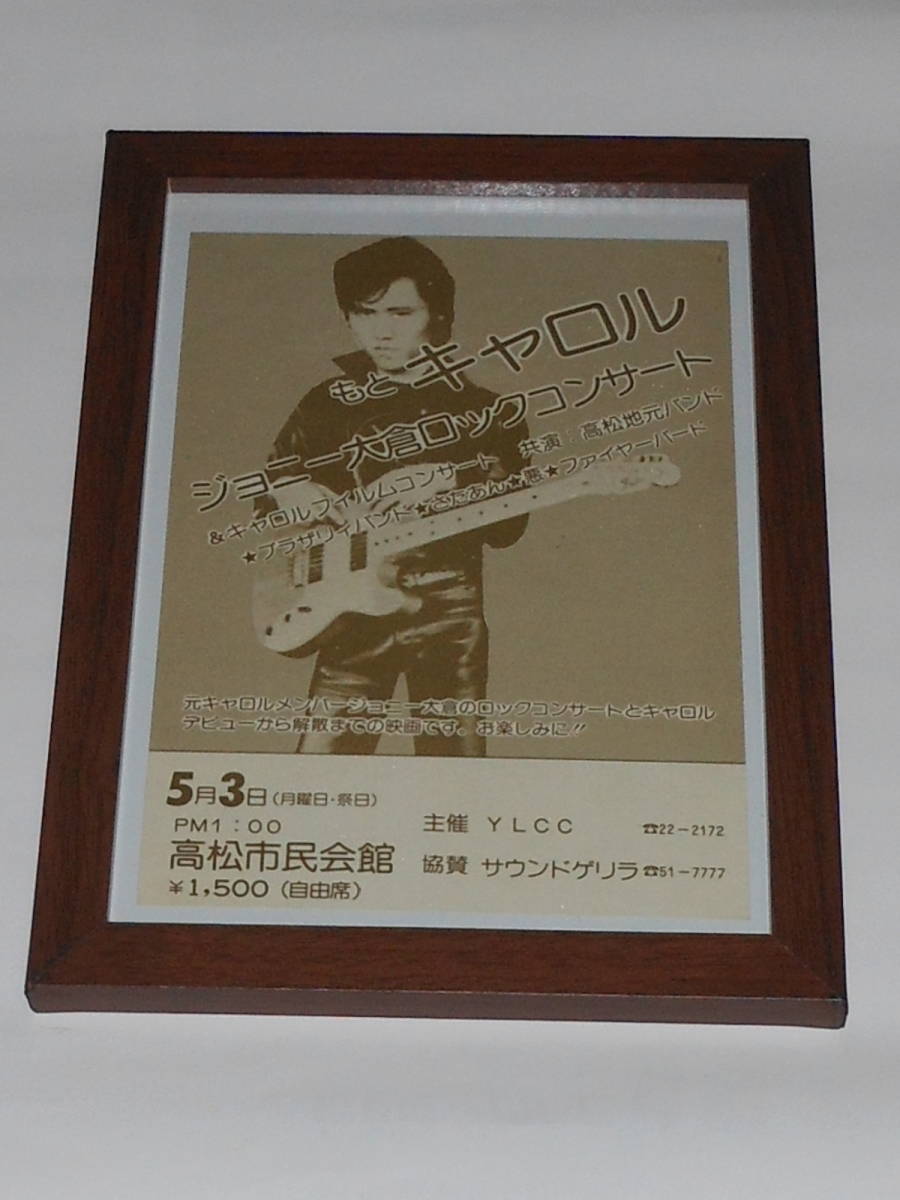 もと キャロル
ジョニー大倉ロックコンサート
&キャロルフィルムコンサート 共演:高松地元バンド
★ブラザリィバンド★さたあん★悪★ファイヤーバード
元キャロルメンバージョニー大倉のロックコンサートとキャロル
デビューから解散までの映画です。お楽しみに!!
5月3日(月曜日・祭日)
PM1:00
高松市民会館
¥1,500(自由席)
主催 YLCC ☎22-2172
協賛 サウンドゲリラ☎51-7777